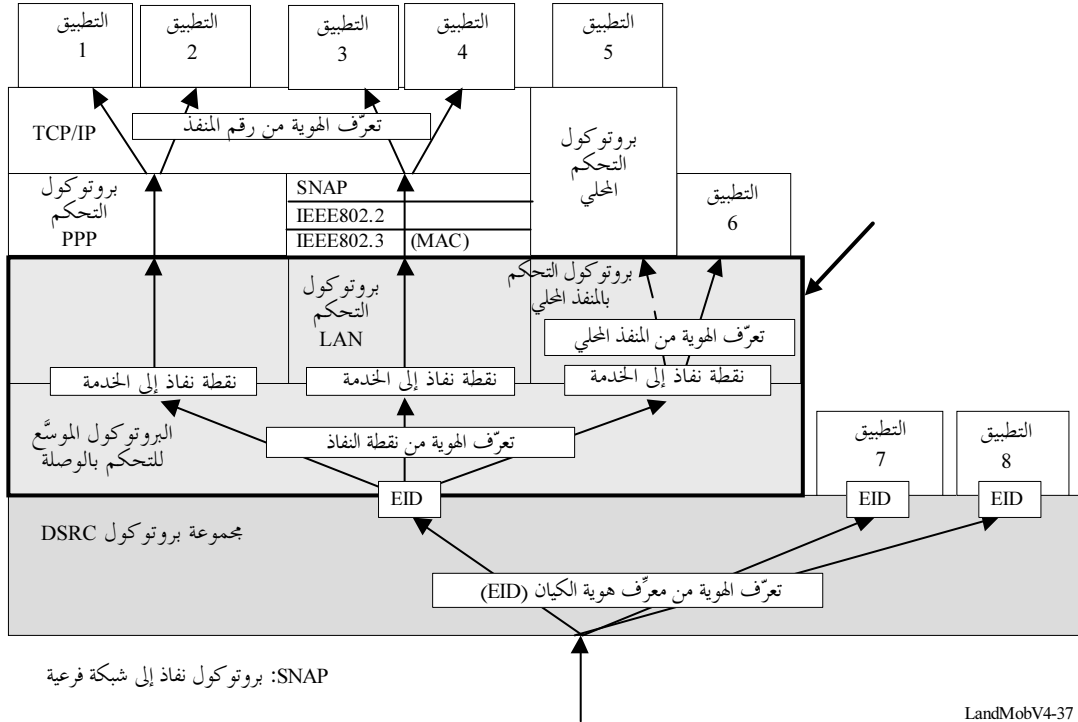 التطبيق
1
التطبيق
2
التطبيق
3
التطبيق
4
التطبيق
5
TCP/IP
تعرّف الهوية من رقم المنفذ
بروتوكول
التحكم
المحلي
بروتوكول
التحكم
PPP
SNAP
IEEE802.2
IEEE802.3 (MAC)
التطبيق
6
بروتوكول
التحكم
LAN
بروتوكول التحكم
بالمنفذ المحلي
تعرّف الهوية من المنفذ المحلي
نقطة نفاذ إلى الخدمة
نقطة نفاذ إلى الخدمة
نقطة نفاذ إلى الخدمة
البروتوكول الموسَّع
للتحكم بالوصلة
تعرّف الهوية من نقطة النفاذ
التطبيق
7
التطبيق
8
EID
EID
EID
مجموعة بروتوكول DSRC
تعرّف الهوية من معرِّف هوية الكيان (EID)
SNAP: بروتوكول نفاذ إلى شبكة فرعية
LandMobV4-37